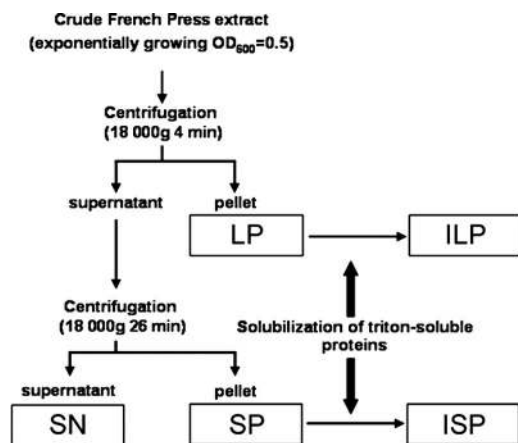 Crude French Press extract
(exponentially growing OD600=0.5)
Centrifugation
(18 000g 4 min)
supernatant
pellet
LP
ILP
Centrifugation
(18 000g 26 min)
Solubilization of triton-soluble
proteins
supernatant
pellet
SN
SP
ISP